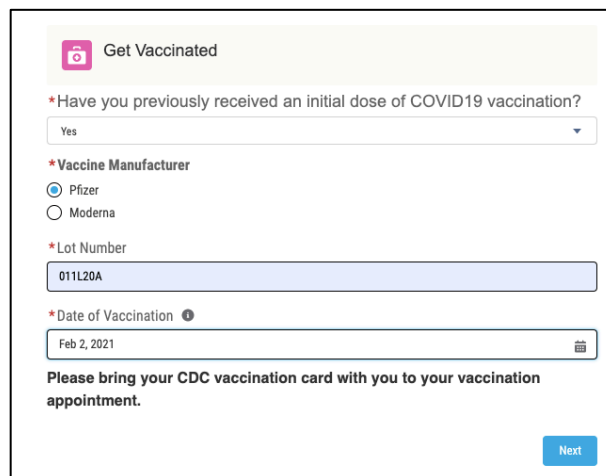 Get Vaccinated
*Have you previously received an initial dose of COVID19 vaccination?
Yes
*Vaccine Manufacturer
Pfizer
Moderna
*Lot Number
011L20A
*Date of Vaccination
Feb 2, 2021
Please bring your CDC vaccination card with you to your vaccination
appointment.
Next